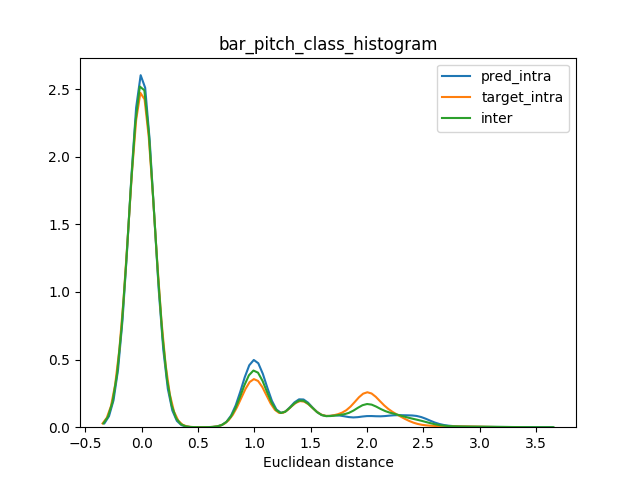 bar_pitch_class_histogram
pred_intra
target_intra
inter
2.5
2.0
1.5
1.0
0.5
0.0
−0.5 0.0 0.5 1.0 1.5 2.0 2.5 3.0 3.5
Euclidean distance